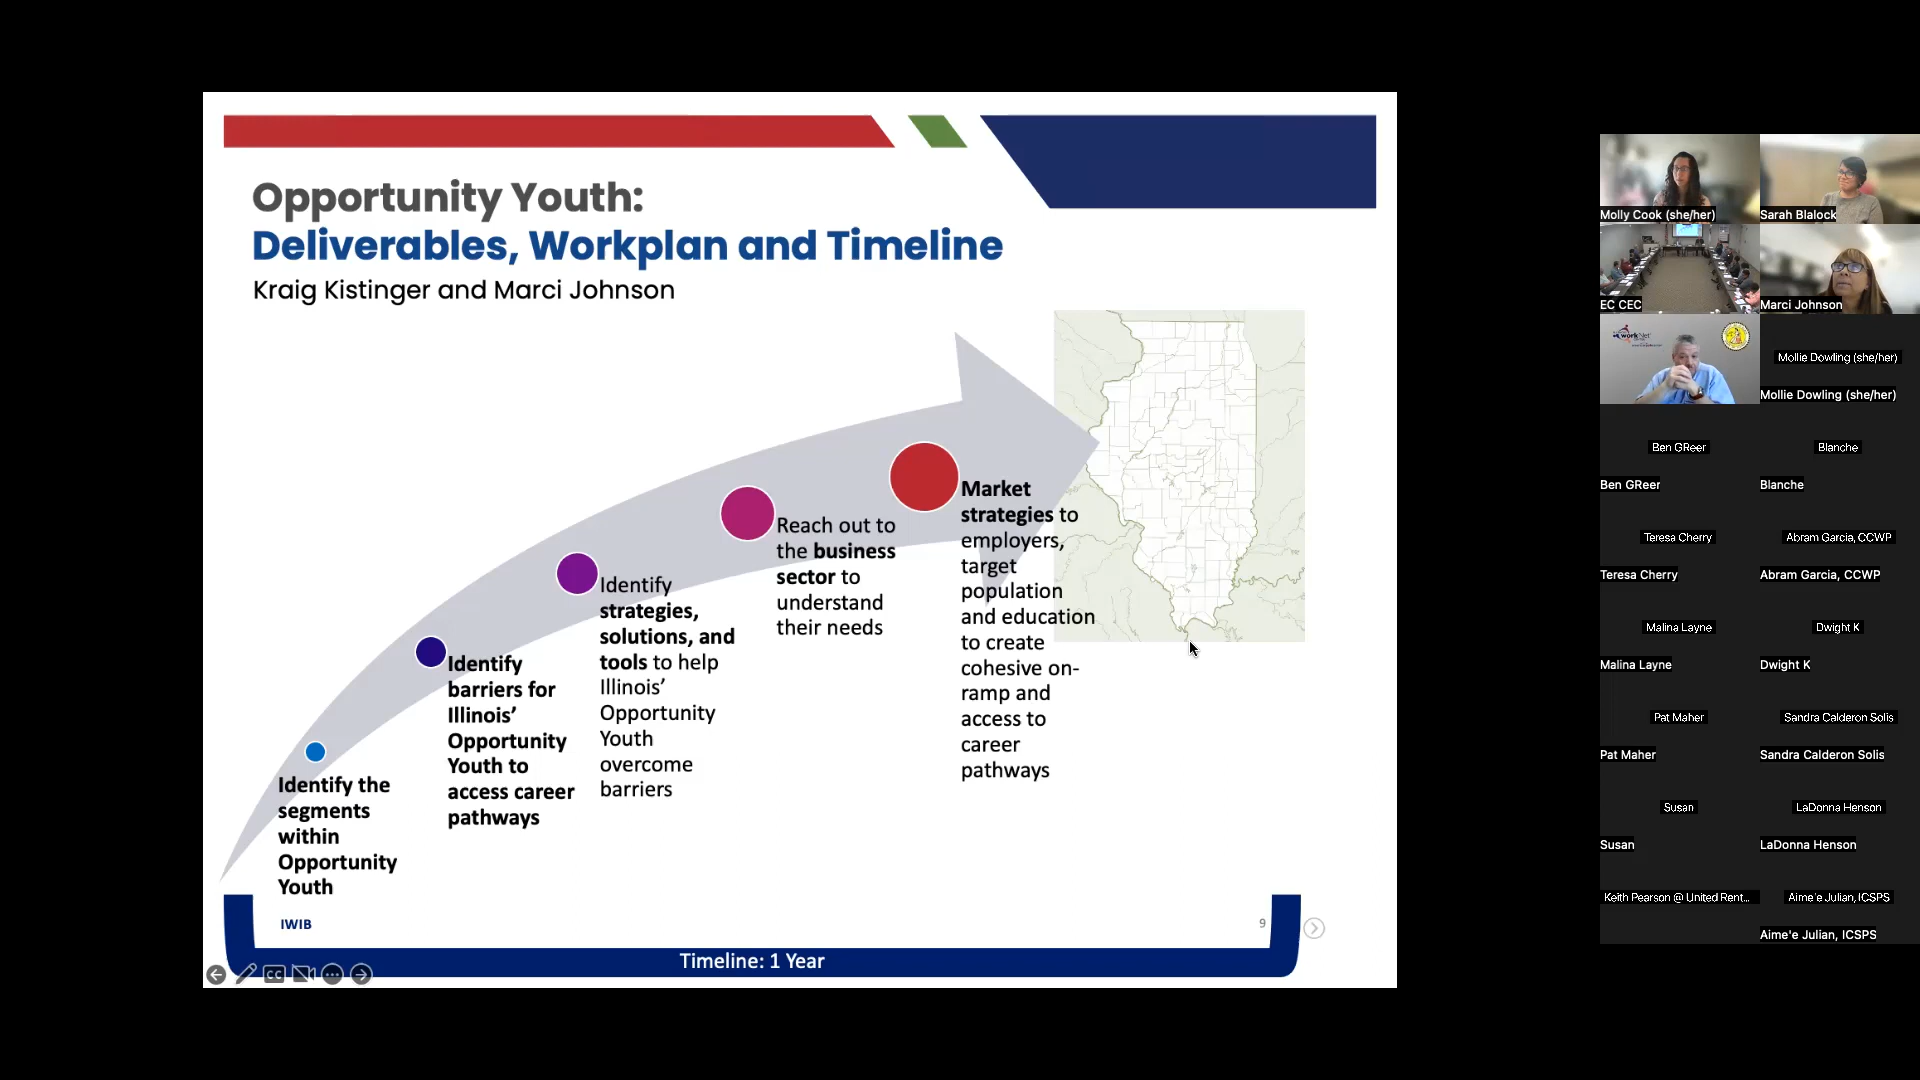 Opportunity Youth:
Deliverables, Workplan and Timeline
Kraig Kistinger and Marci Johnson
Identify the
segments
within
Opportunity
Youth
Identify
barriers for
Illinois’
Opportunity
Youth to
access career
pathways
Identify
strategies,
solutions, and
tools to help
Illinois’
Opportunity
Youth
overcome
barriers
Reach out to
the business
sector to
understand
their needs
Market
strategies to
employers,
target
population
and education
to create
cohesive on-
ramp and
access to
career
pathways
IWIB
9
Timeline: 1 Year
CC
Molly Cook (she/her)
Sarah Blalock
EC CEC
Marci Johnson
workNet
Mollie Dowling (she/her)
Mollie Dowling (she/her)
Ben GReer
Blanche
Ben GReer
Blanche
Teresa Cherry
Abram Garcia, CCWP
Teresa Cherry
Abram Garcia, CCWP
Malina Layne
Dwight K
Malina Layne
Dwight K
Pat Maher
Sandra Calderon Solis
Pat Maher
Sandra Calderon Solis
Susan
LaDonna Henson
Susan
LaDonna Henson
Keith Pearson @ United Rent...
Aime'e Julian, ICSPS
Aime'e Julian, ICSPS